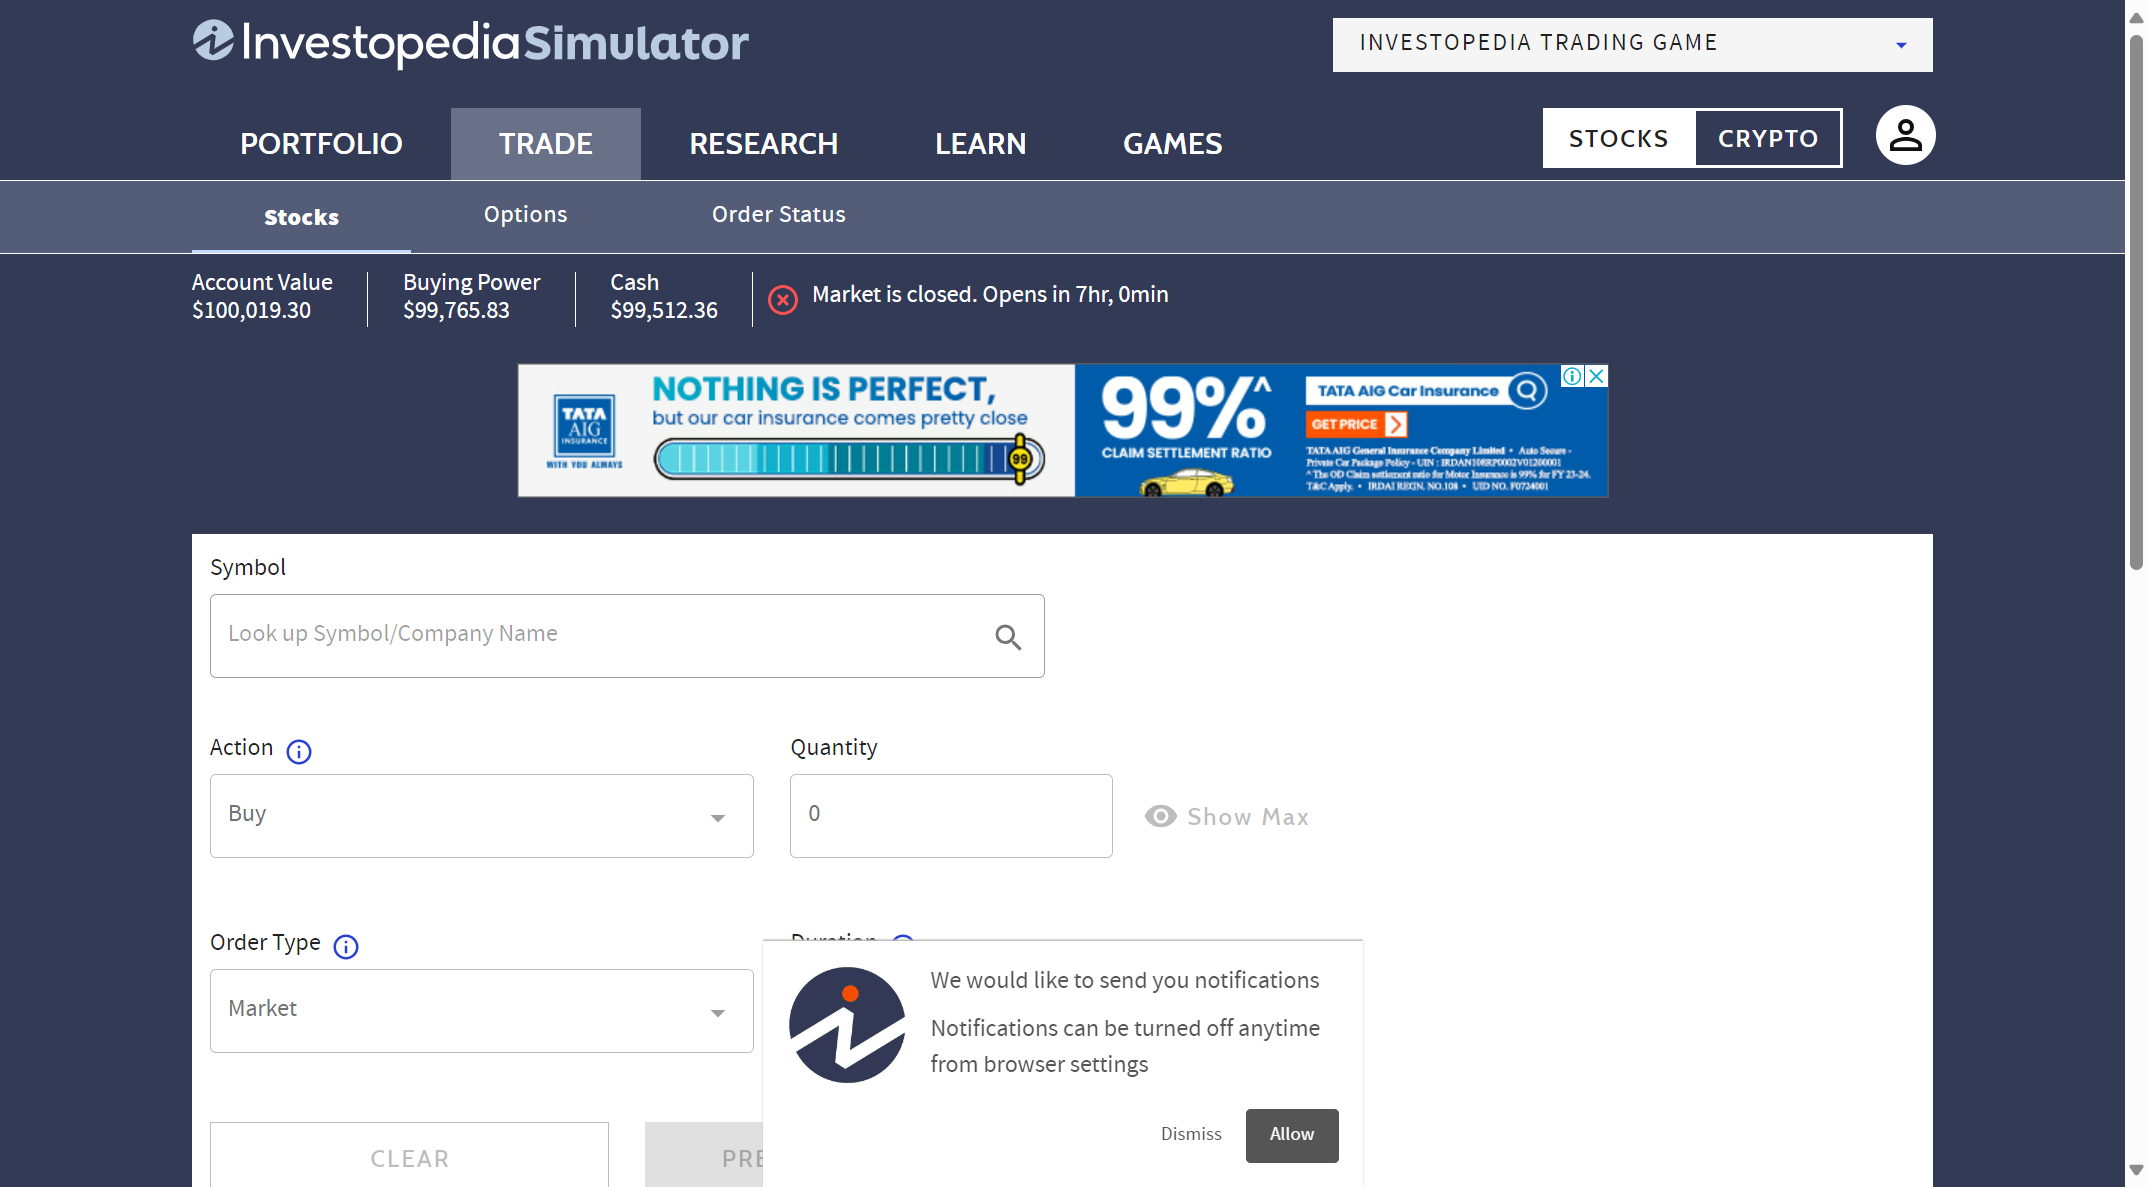 InvestopediaSimulator
INVESTOPEDIA TRADING GAME
PORTFOLIO
TRADE
RESEARCH
LEARN
GAMES
STOCKS
CRYPTO
Stocks
Options
Order Status
Account Value
$100,019.30
Buying Power
$99,765.83
Cash
$99,512.36
Market is closed. Opens in 7hr, 0min
TATA
AIG
INSURANCE
WITH YOU ALWAYS
NOTHING IS PERFECT,
but our car insurance comes pretty close
99
99%^
CLAIM SETTLEMENT RATIO
TATA AIG Car Insurance
GET PRICE
TATA AIG General Insurance Company Limited • Auto Secure -
Private Car Package Policy - UIN : IRDAN108RP0002V01200001
^ The OD Claim settlement ratio for Motor Insurance is 99% for FY 23-24.
T&C Apply. • IRDAI REGN. NO.108 • UID NO. F0724001
Symbol
Look up Symbol/Company Name
Action
Quantity
Buy
0
Show Max
Order Type
Duration
Market
CLEAR
PRE
We would like to send you notifications
Notifications can be turned off anytime
from browser settings
Dismiss
Allow